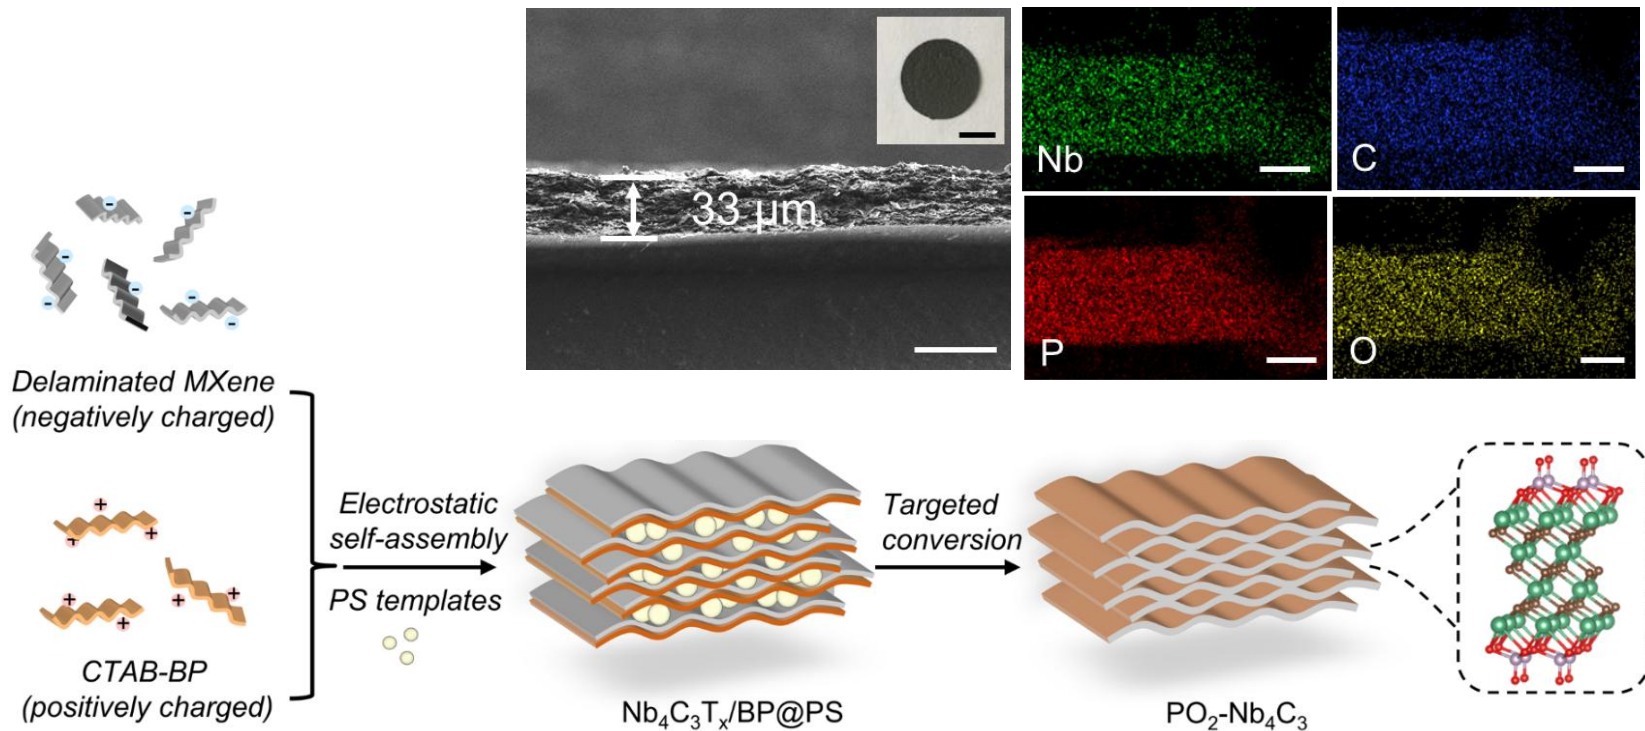 33 μm
Nb
C
P
O
Delaminated MXene
(negatively charged)
CTAB-BP
(positively charged)
Electrostatic
self-assembly
PS templates
Nb₄C₃Tₓ/BP@PS
Targeted
conversion
PO₂-Nb₄C₃
- - - - - - - -
+ + + + + + + +